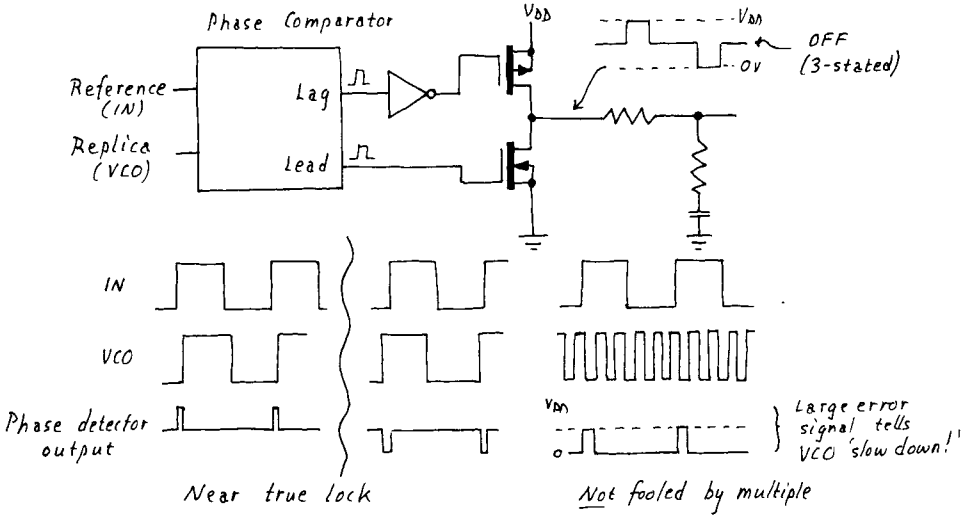 Phase Comparator
VDD
Reference
(IN)
Replica
(VCO)
Lag
Lead
VDD
0V
OFF
(3-stated)
IN
VCO
Phase detector
output
VDD
0
Large error
signal tells
VCO 'slow down!'
Near true lock
Not fooled by multiple